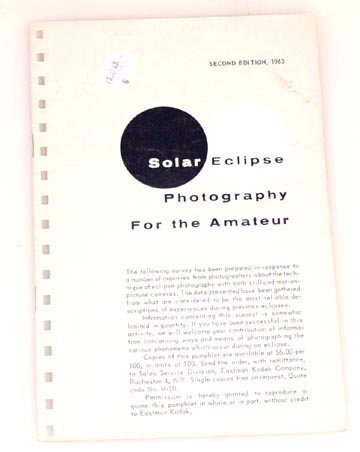 SECOND EDITION, 1963
Solar Eclipse
Photography
For the Amateur
The following survey has been prepared in response to
a number of inquiries from photographers about the tech-
nique of eclipse photography with both still and motion-
picture cameras. The data presented have been gathered
from what are considered to be the most reliable de-
scriptions of experiences during previous eclipses.
Information concerning this subject is somewhat
limited in quantity. If you have been successful in this
activity, we will welcome your contribution of informa-
tion concerning ways and means of photographing the
various phenomena which occur during an eclipse.
Copies of this pamphlet are available at $6.00 per
100, in units of 100. Send the order, with remittance,
to Sales Service Division, Eastman Kodak Company,
Rochester 4, N.Y. Single copies free on request. Quote
code No.
Permission is hereby granted to reproduce or
quote this pamphlet in whole or in part, without credit
to Eastman Kodak.